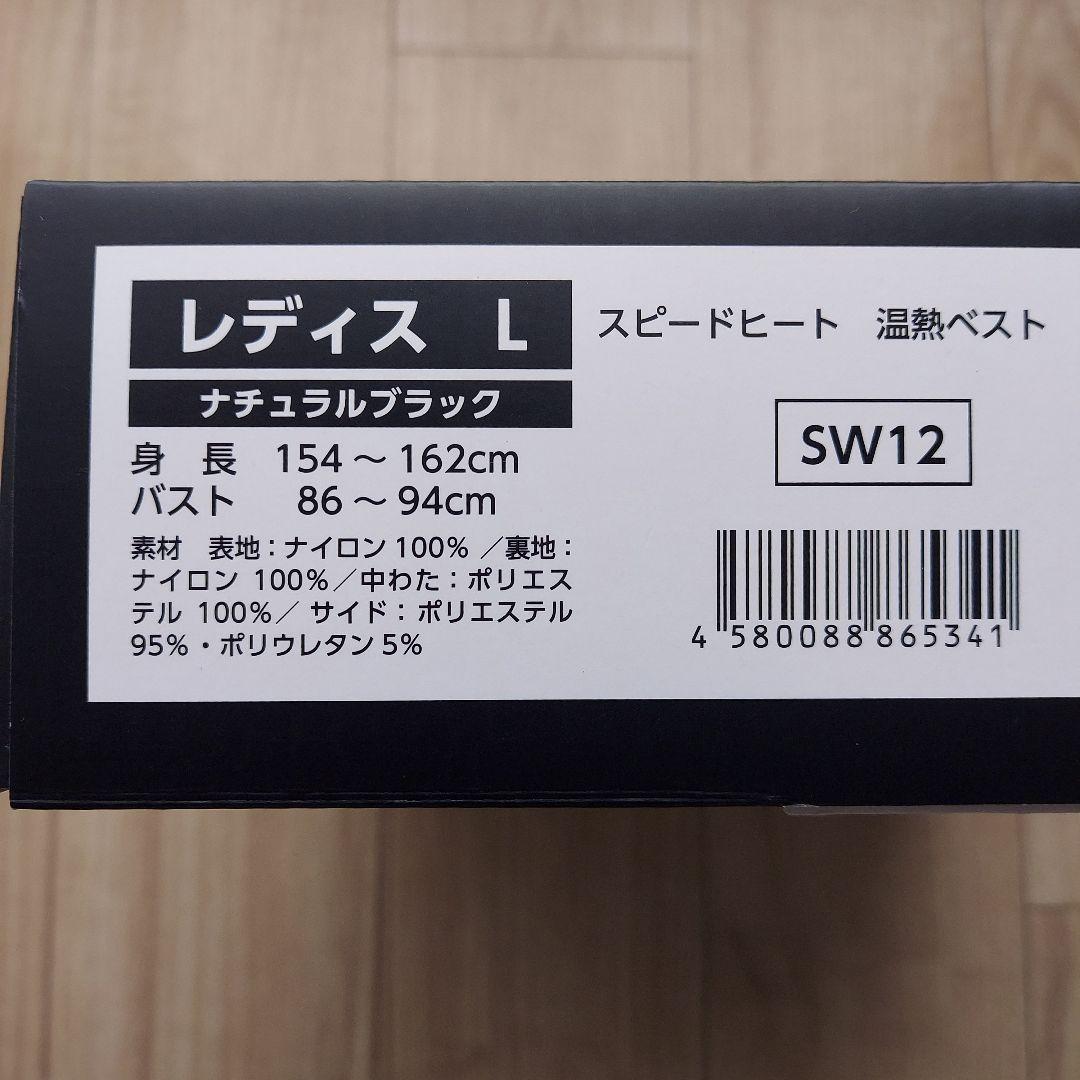 レディス L
ナチュラルブラック
身 長 154～162cm
バスト 86～94cm
素材 表地：ナイロン100％／裏地：
ナイロン 100％／中わた：ポリエス
テル 100％／サイド：ポリエステル
95％・ポリウレタン5％
スピードヒート 温熱ベスト
SW12
4 580088 865341